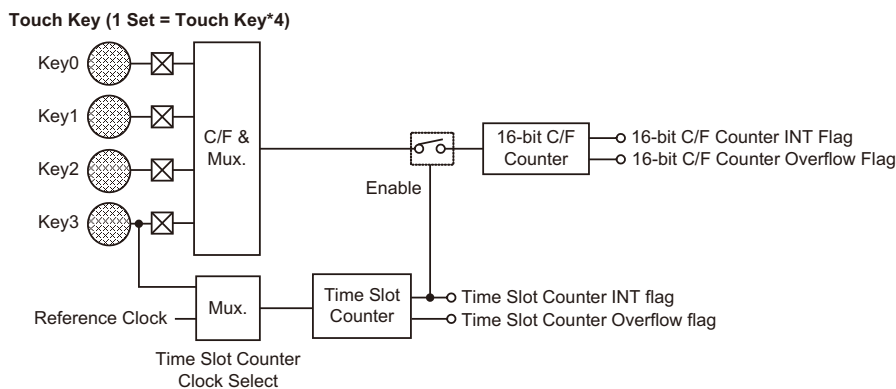 Touch Key (1 Set = Touch Key*4)
Key0
Key1
Key2
Key3
C/F &
Mux.
Enable
16-bit C/F
Counter
16-bit C/F Counter INT Flag
16-bit C/F Counter Overflow Flag
Reference Clock
Mux.
Time Slot
Counter
Time Slot Counter INT flag
Time Slot Counter Overflow flag
Time Slot Counter
Clock Select